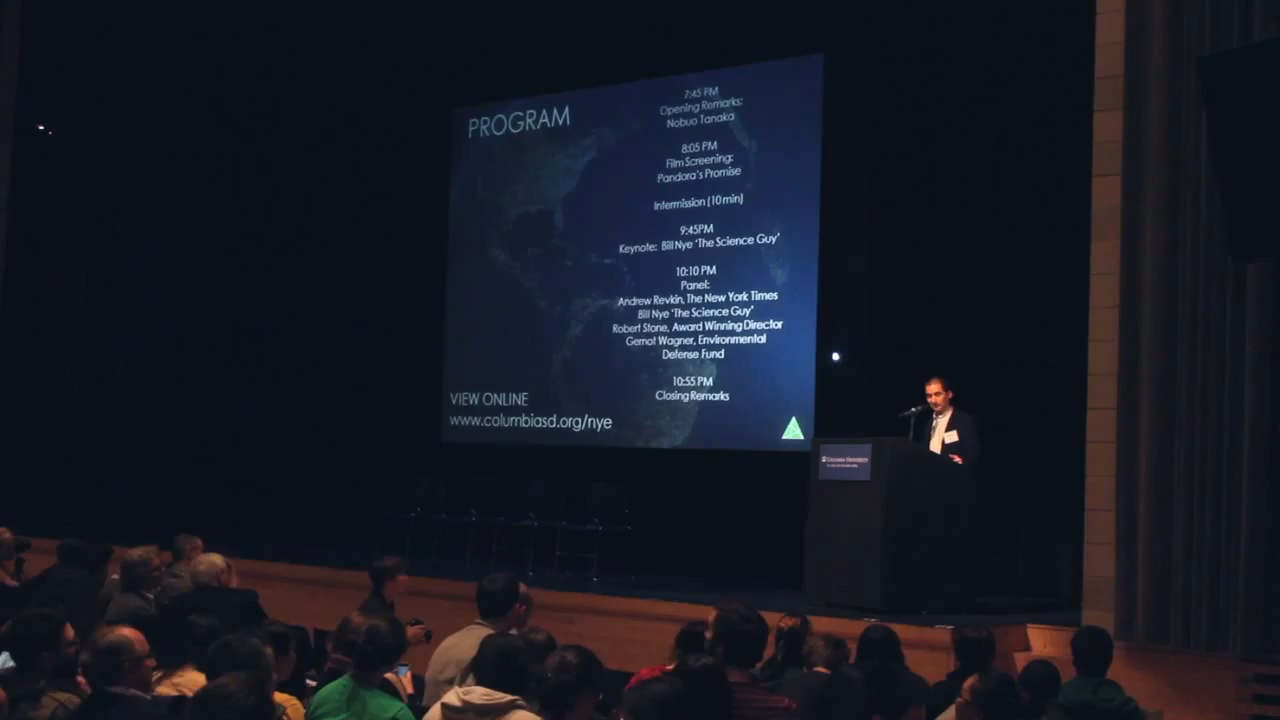 PROGRAM
7:45 PM
Opening Remarks:
Nobuo Tanaka
8:05 PM
Film Screening:
Pandora's Promise
Intermission (10 min)
9:45PM
Keynote: Bill Nye 'The Science Guy'
10:10 PM
Panel:
Andrew Revkin, The New York Times
Bill Nye 'The Science Guy'
Robert Stone, Award Winning Director
Gernot Wagner, Environmental
Defense Fund
10:55 PM
Closing Remarks
VIEW ONLINE
www.columbiasd.org/nye
COLUMBIA UNIVERSITY